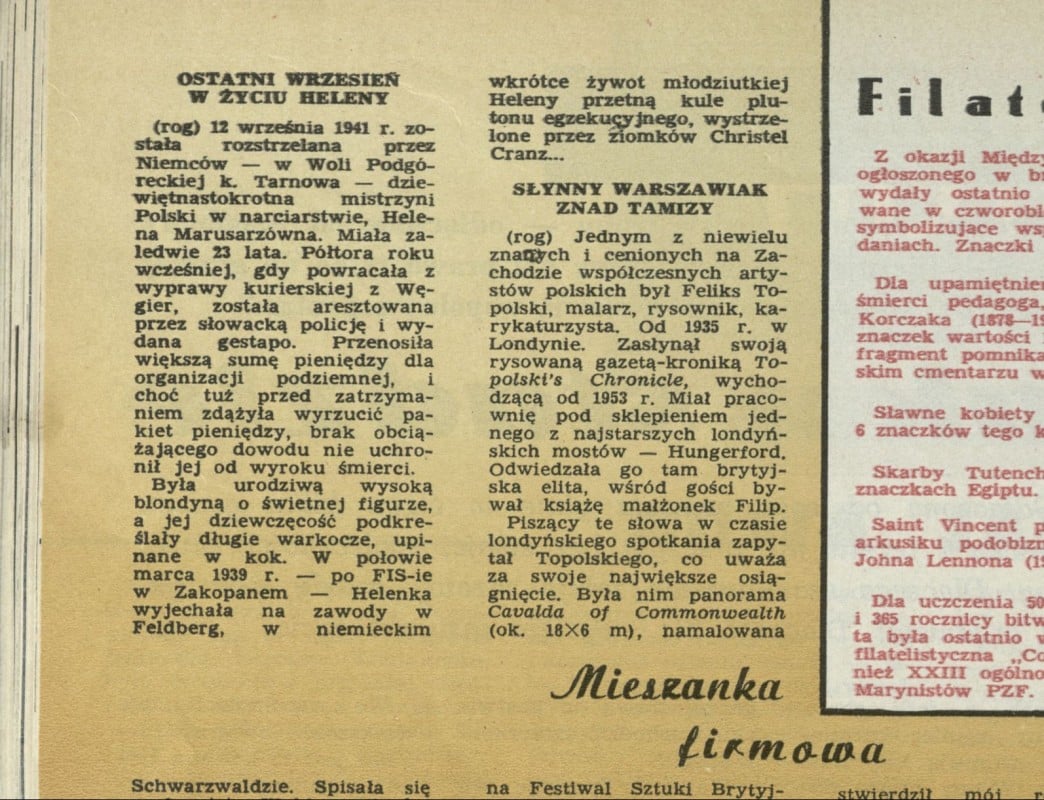 OSTATNI WRZESIEŃ
W ŻYCIU HELENY
(rog) 12 września 1941 r. zo-
stała rozstrzelana przez
Niemców — w Woli Podgó-
reckiej k. Tarnowa — dzie-
więtnastokrotna mistrzyni
Polski w narciarstwie, Hele-
na Marusarzówna. Miała za-
ledwie 23 lata. Półtora roku
wcześniej, gdy powracała z
wyprawy kurierskiej z Wę-
gier, została aresztowana
przez słowacką policję i wy-
dana gestapo. Przenosiła
większą sumę pieniędzy dla
organizacji podziemnej, i
choć tuż przed zatrzyma-
niem zdążyła wyrzucić pa-
kiet pieniędzy, brak obcią-
żającego dowodu nie uchro-
nił jej od wyroku śmierci.
Była urodziwą wysoką
blondyną o świetnej figurze,
a jej dziewczęcość podkre-
ślały długie warkocze, upi-
nane w kok. W połowie
marca 1939 r. — po FIS-ie
w Zakopanem — Helenka
wyjechała na zawody w
Feldberg, w niemieckim
wkrótce żywot młodziutkiej
Heleny przetną kule plu-
tonu egzekucyjnego, wystrze-
lone przez ziomków Christel
Cranz...
SŁYNNY WARSZAWIAK
ZNAD TAMIZY
(rog) Jednym z niewielu
znanych i cenionych na Za-
chodzie współczesnych arty-
stów polskich był Feliks To-
polski, malarz, rysownik, ka-
rykaturzysta. Od 1935 r. w
Londynie. Zasłynął swoją
rysowaną gazetą-kroniką To-
polski's Chronicle, wycho-
dzącą od 1953 r. Miał praco-
wnię pod sklepieniem jed-
nego z najstarszych londyń-
skich mostów — Hungerford.
Odwiedzała go tam brytyj-
ska elita, wśród gości by-
wał książę małżonek Filip.
Piszący te słowa w czasie
londyńskiego spotkania zapy-
tał Topolskiego, co uważa
za swoje największe osią-
gnięcie. Była nim panorama
Cavalda of Commonwealth
(ok. 18×6 m), namalowana
Mieszanka
firmowa
Schwarzwaldzie. Spisała się
na Festiwal Sztuki Brytyj-
stwierdził mój
Filat
Z okazji Między
ogłoszonego w
wydały ostatnio
wane w czworobl
symbolizujące wsp
daniach. Znaczki
Dla upamiętnien
śmierci pedagoga,
Korczaka (1878—19
znaczek wartości
fragment pomnika
skim cmentarzu w
Sławne kobiety
6 znaczków tego k
Skarby Tutench
znaczkach Egiptu.
Saint Vincent p
arkusiku podobizn
Johna Lennona (19
Dla uczczenia 50
i 365 rocznicy bitw
ta była ostatnio w
filatelistyczna „Co
nież XXIII ogólno
Marynistów PZF.